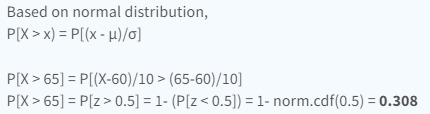 Based on normal distribution,
P[X > x) = P[(x - μ)/σ]
P[X > 65] = P[(X-60)/10 > (65-60)/10]
P[X > 65] = P[z > 0.5] = 1- (P[z < 0.5]) = 1- norm.cdf(0.5) = 0.308